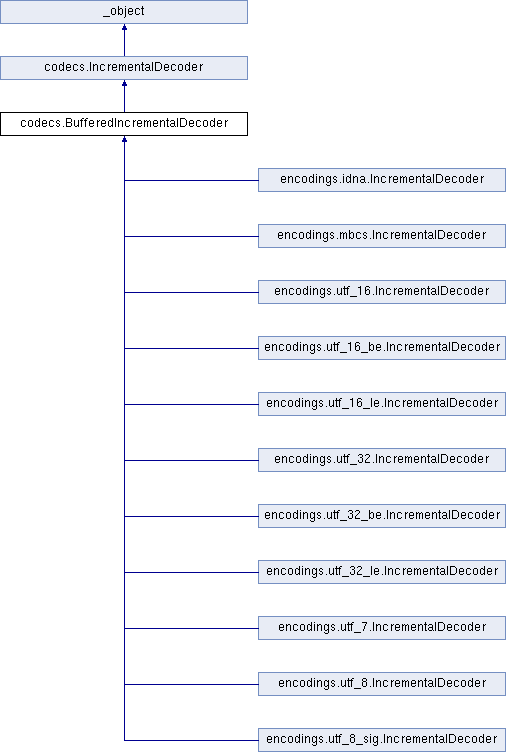 _object
codecs.IncrementalDecoder
codecs.BufferedIncrementalDecoder
encodings.idna.IncrementalDecoder
encodings.mbcs.IncrementalDecoder
encodings.utf_16.IncrementalDecoder
encodings.utf_16_be.IncrementalDecoder
encodings.utf_16_le.IncrementalDecoder
encodings.utf_32.IncrementalDecoder
encodings.utf_32_be.IncrementalDecoder
encodings.utf_32_le.IncrementalDecoder
encodings.utf_7.IncrementalDecoder
encodings.utf_8.IncrementalDecoder
encodings.utf_8_sig.IncrementalDecoder